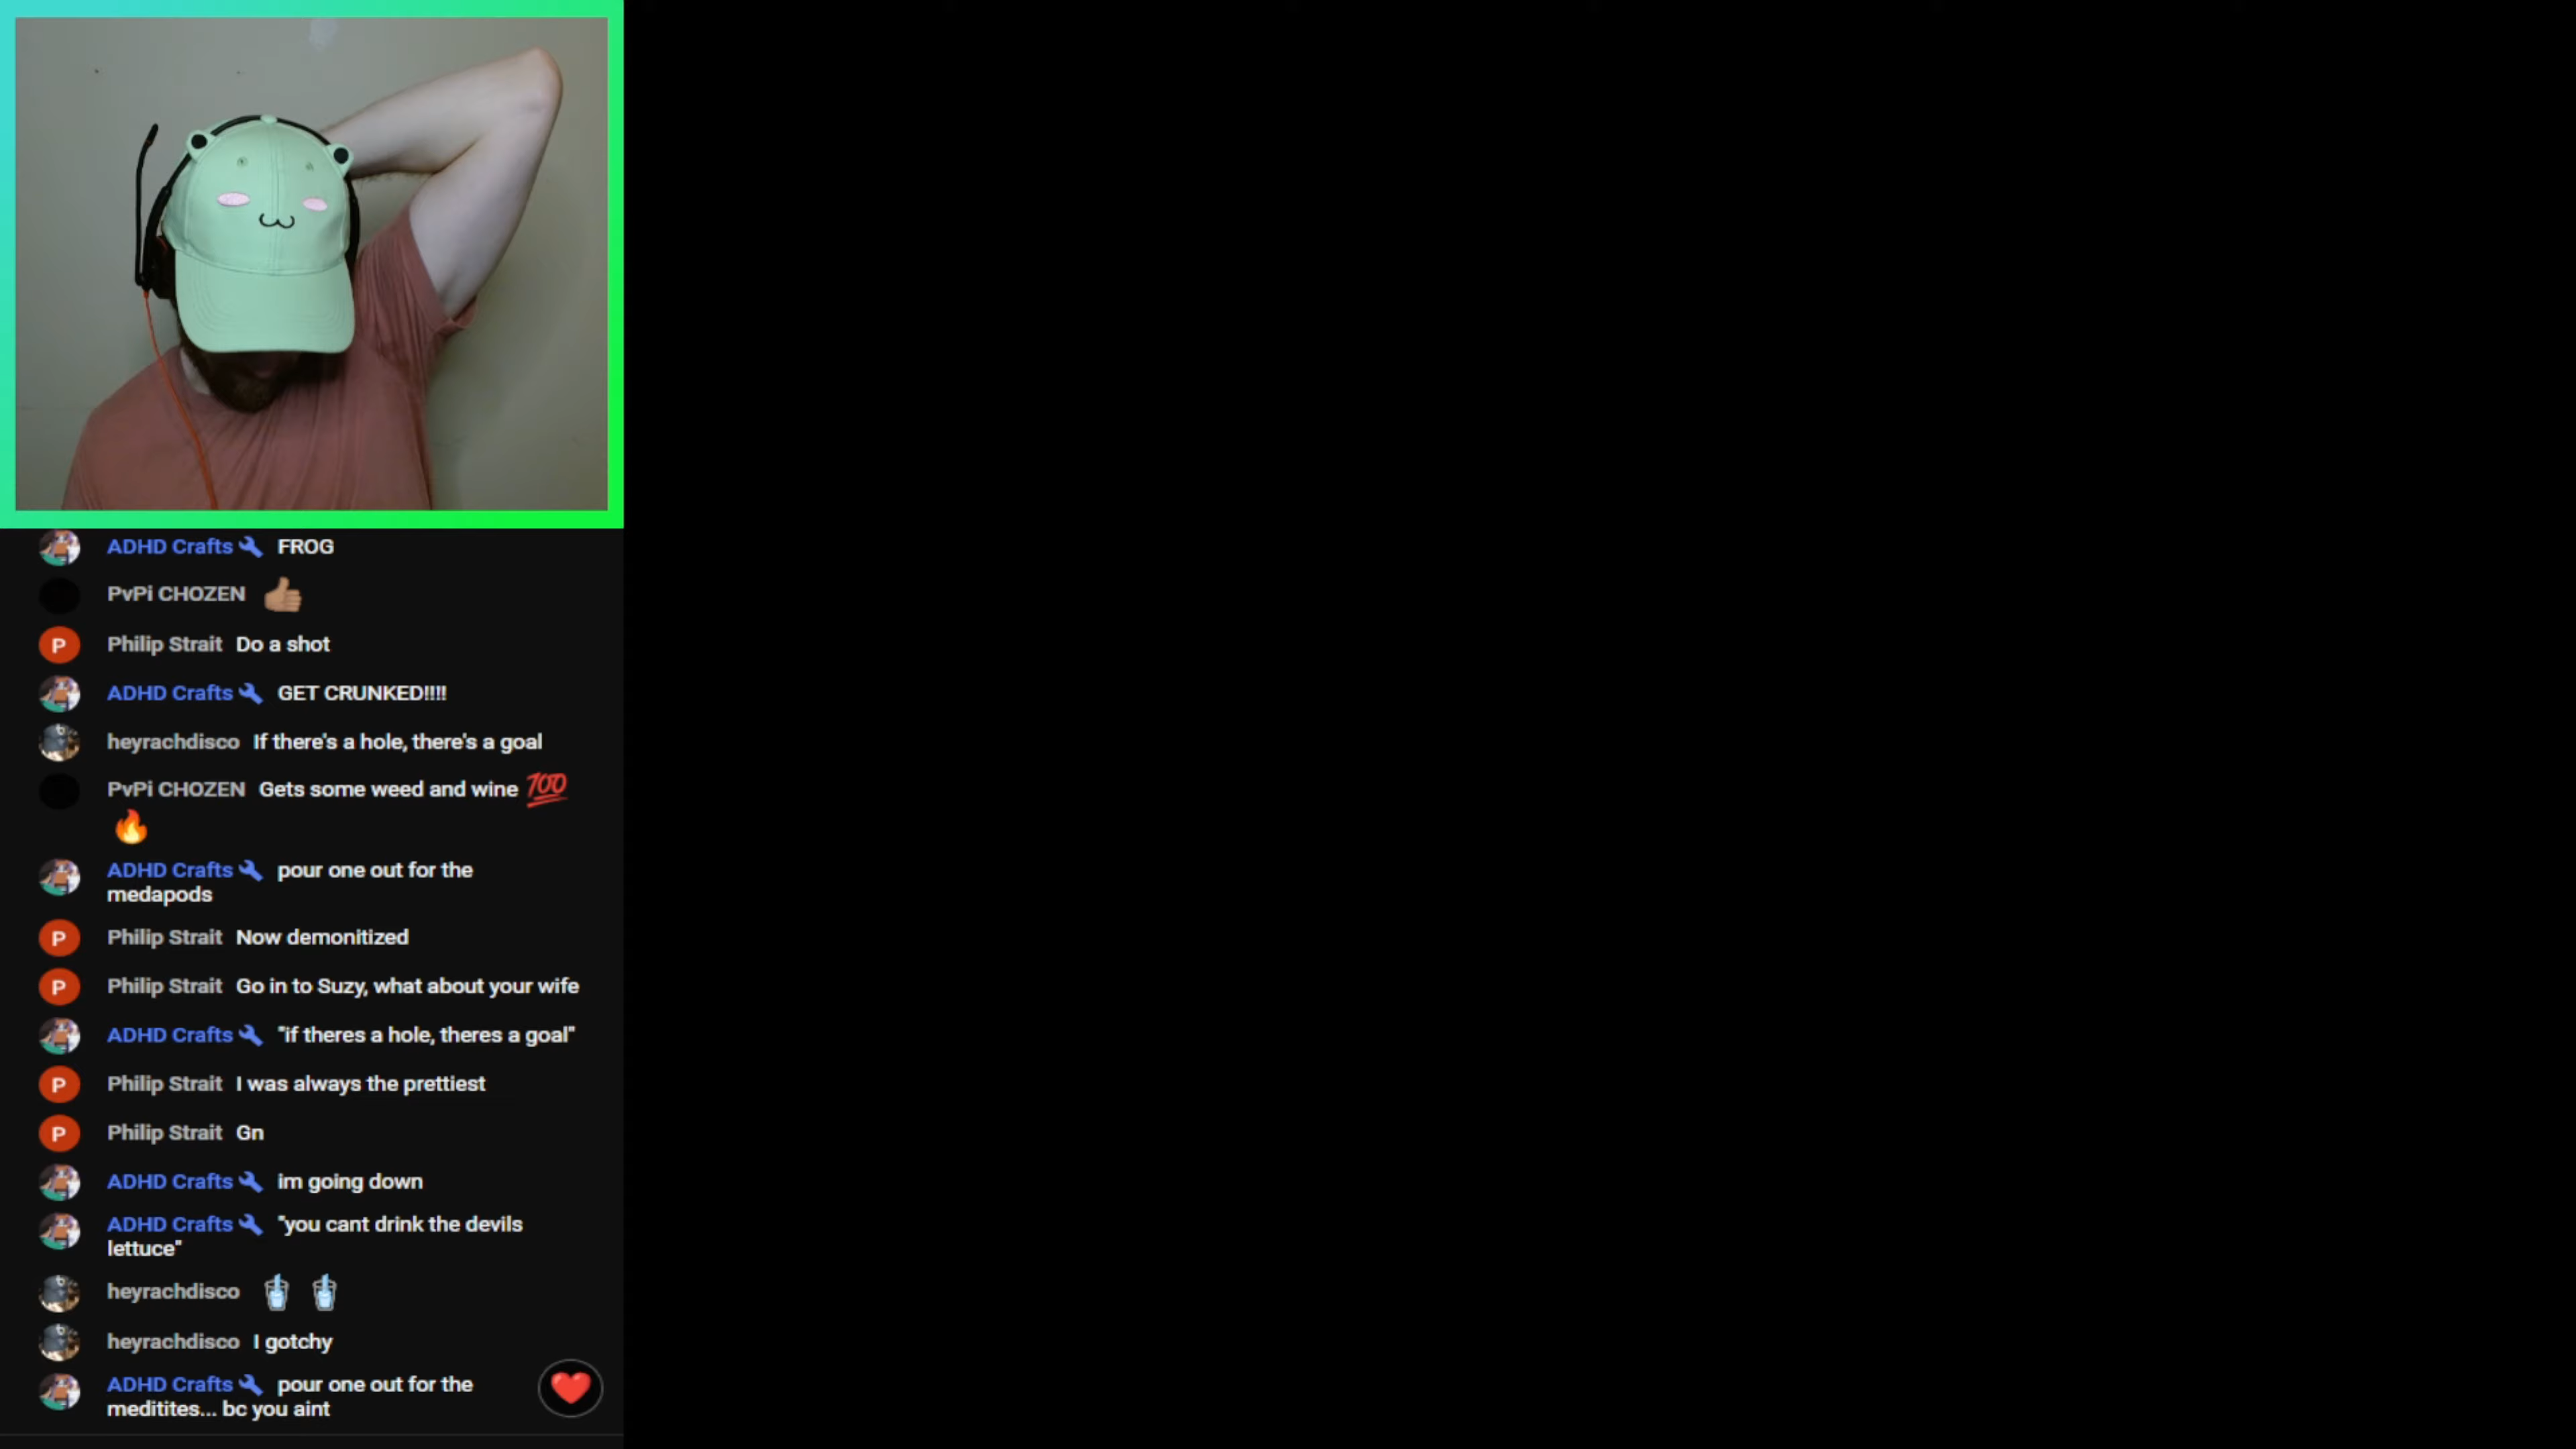 ADHD Crafts FROG
PvPi CHOZEN 👍🏽
P Philip Strait Do a shot
ADHD Crafts GET CRUNKED!!!!
heyrachdisco If there's a hole, there's a goal
PvPi CHOZEN Gets some weed and wine 💯
🔥
ADHD Crafts pour one out for the
medapods
P Philip Strait Now demonitized
P Philip Strait Go in to Suzy, what about your wife
ADHD Crafts "if theres a hole, theres a goal"
P Philip Strait I was always the prettiest
P Philip Strait Gn
ADHD Crafts im going down
ADHD Crafts "you cant drink the devils
lettuce"
heyrachdisco
heyrachdisco I gotchy
ADHD Crafts pour one out for the
meditites... bc you aint